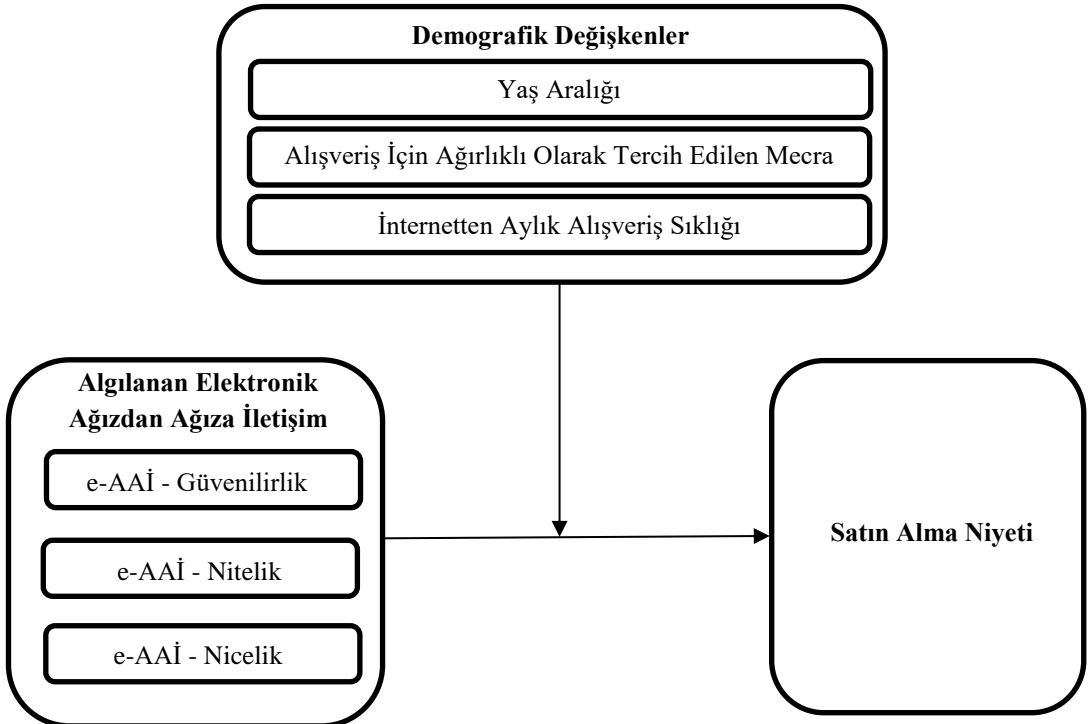 Demografik Değişkenler
Yaş Aralığı
Alışveriş İçin Ağırlıklı Olarak Tercih Edilen Mecra
İnternetten Aylık Alışveriş Sıklığı
Algılanan Elektronik
Ağızdan Ağıza İletişim
e-AAİ - Güvenilirlik
e-AAİ - Nitelik
e-AAİ - Nicelik
Satın Alma Niyeti